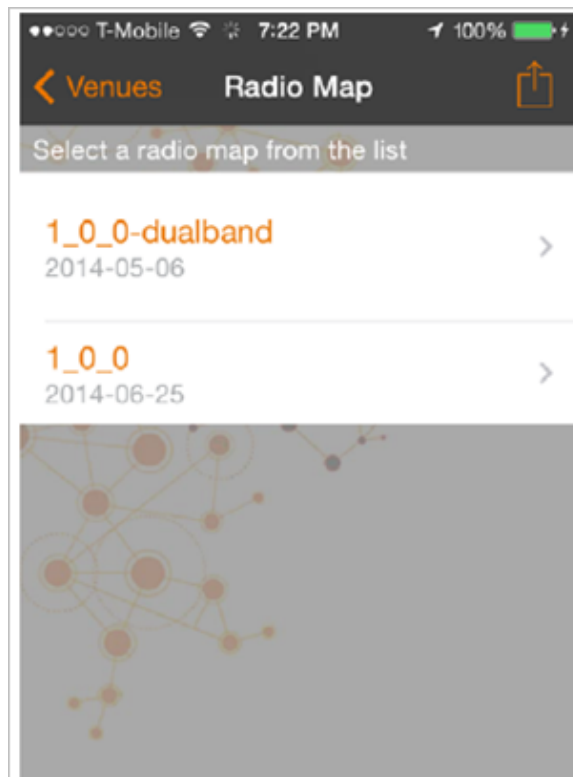 T-Mobile 7:22 PM 100%
Venues Radio Map
Select a radio map from the list
1_0_0-dualband
2014-05-06
1_0_0
2014-06-25